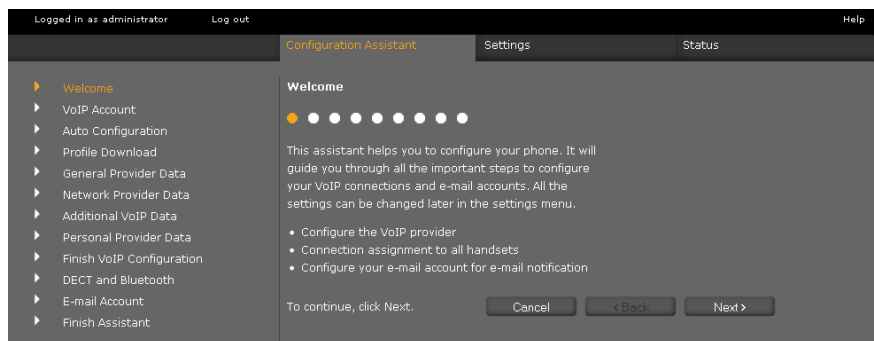 Logged in as administrator Log out Help
Configuration Assistant Settings Status
Welcome
VoIP Account
Auto Configuration
Profile Download
General Provider Data
Network Provider Data
Additional VoIP Data
Personal Provider Data
Finish VoIP Configuration
DECT and Bluetooth
E-mail Account
Finish Assistant
Welcome
This assistant helps you to configure your phone. It will
guide you through all the important steps to configure
your VoIP connections and e-mail accounts. All the
settings can be changed later in the settings menu.
• Configure the VoIP provider
• Connection assignment to all handsets
• Configure your e-mail account for e-mail notification
To continue, click Next. Cancel < Back Next >